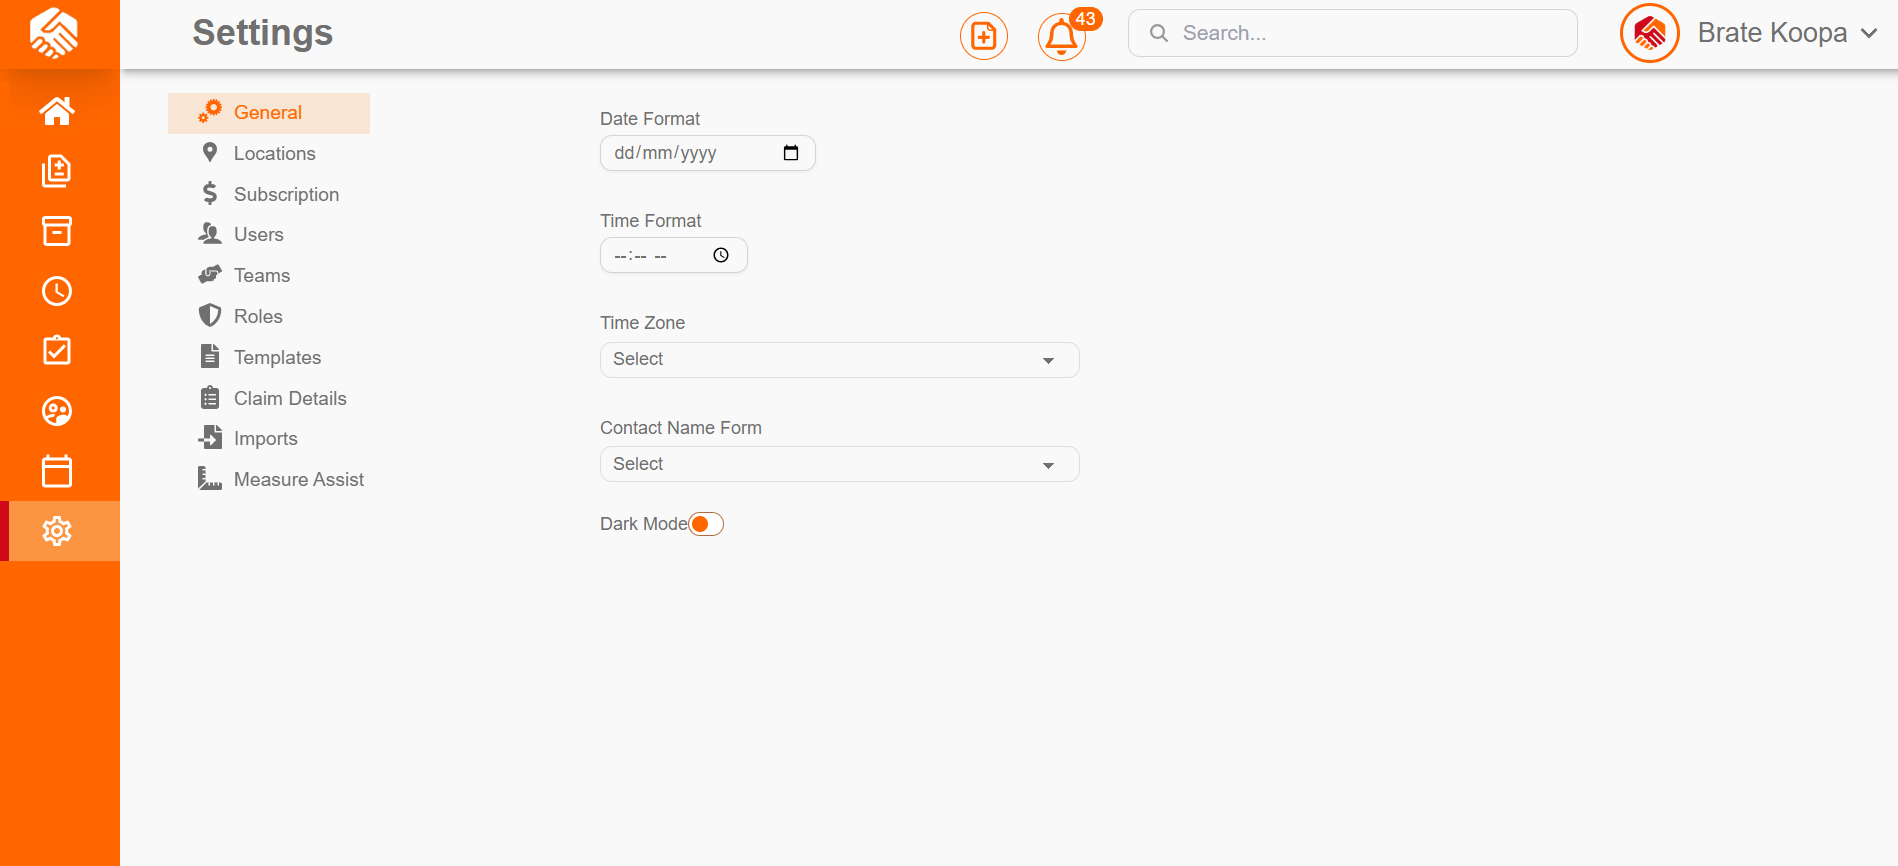 Settings
43
Search...
Brate Koopa
General
Locations
Subscription
Users
Teams
Roles
Templates
Claim Details
Imports
Measure Assist
Date Format
dd/mm/yyyy
Time Format
--:-- --
Time Zone
Select
Contact Name Form
Select
Dark Mode